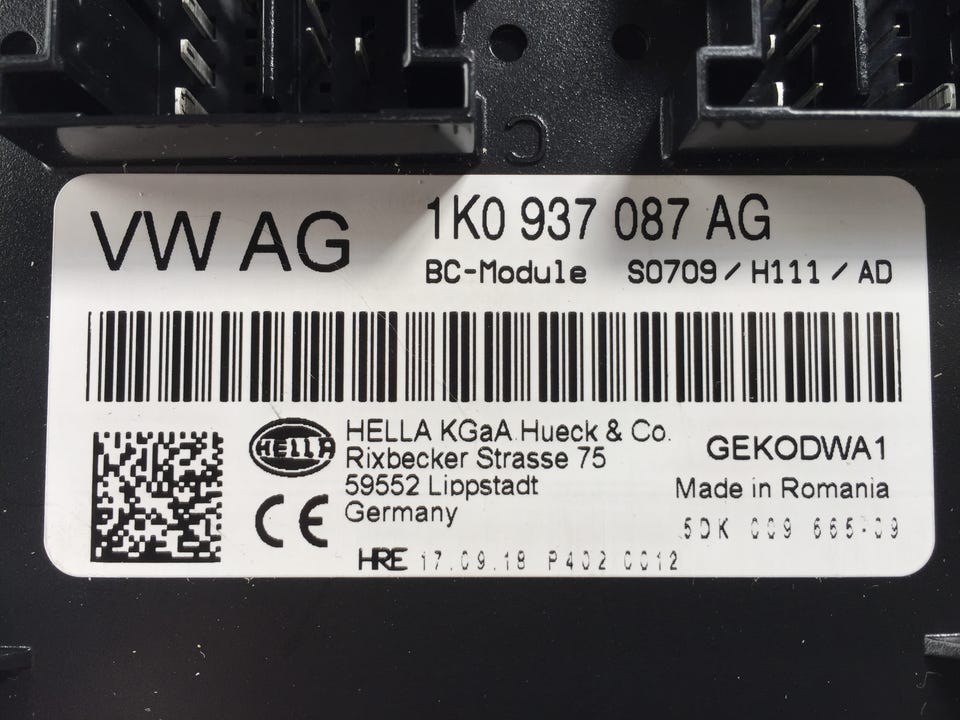 VW AG
1K0 937 087 AG
BC-Module S0709 / H111 / AD
HELLA
HELLA KGaA Hueck & Co.
Rixbecker Strasse 75
59552 Lippstadt
Germany
CE
GEKODWA1
Made in Romania
5DK 009 665-09
HRE 17.09.18 P402 0012
C